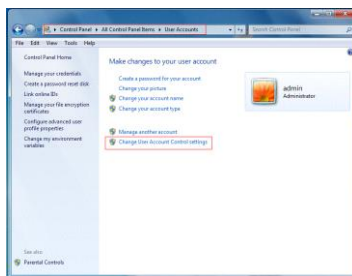 Control Panel ▸ All Control Panel Items ▸ User Accounts
Search Control Panel
File Edit View Tools Help
Control Panel Home
Manage your credentials
Create a password reset disk
Link online IDs
Manage your file encryption
certificates
Configure advanced user
profile properties
Change my environment
variables
See also
Parental Controls
Make changes to your user account
Create a password for your account
Change your picture
Change your account name
Change your account type
Manage another account
Change User Account Control settings
admin
Administrator